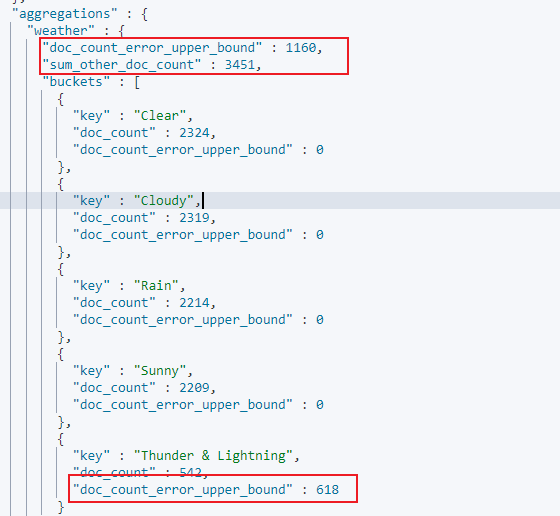 },
"aggregations" : {
"weather" : {
"doc_count_error_upper_bound" : 1160,
"sum_other_doc_count" : 3451,
"buckets" : [
{
"key" : "Clear",
"doc_count" : 2324,
"doc_count_error_upper_bound" : 0
},
{
"key" : "Cloudy",
"doc_count" : 2319,
"doc_count_error_upper_bound" : 0
},
{
"key" : "Rain",
"doc_count" : 2214,
"doc_count_error_upper_bound" : 0
},
{
"key" : "Sunny",
"doc_count" : 2209,
"doc_count_error_upper_bound" : 0
},
{
"key" : "Thunder & Lightning",
"doc_count" : 542,
"doc_count_error_upper_bound" : 618
}